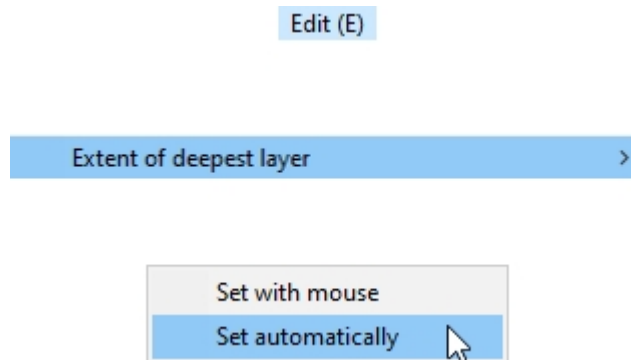 Edit (E)
Extent of deepest layer
Set with mouse
Set automatically